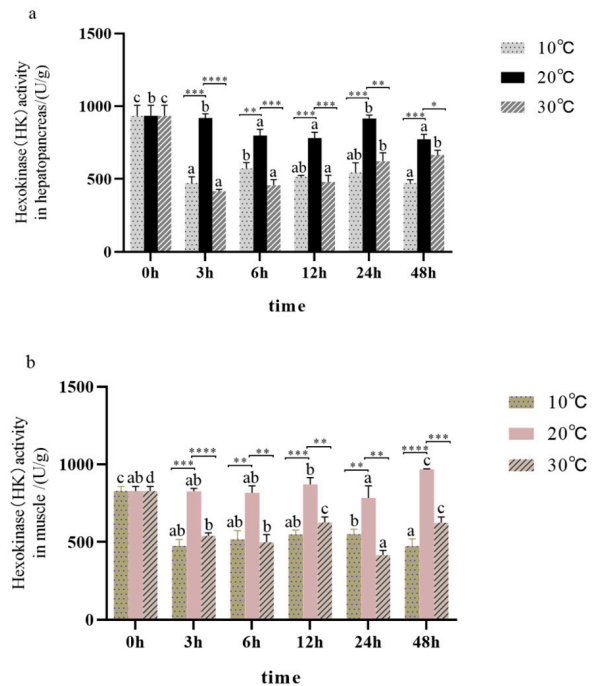 a
1500
1000
500
0
Hexokinase(HK) activity
in hepatopancreas/(U/g)
c b c
*** ****
a b a
** ***
b a a
*** ***
ab a a
*** **
ab b b
*** *
a a b
0h 3h 6h 12h 24h 48h
time
10℃
20℃
30℃
b
1500
1000
500
0
Hexokinase(HK) activity
in muscle /(U/g)
c ab d
*** ****
ab ab b
** **
ab ab b
*** **
ab b c
** **
b a a
**** ***
a c c
0h 3h 6h 12h 24h 48h
time
10℃
20℃
30℃